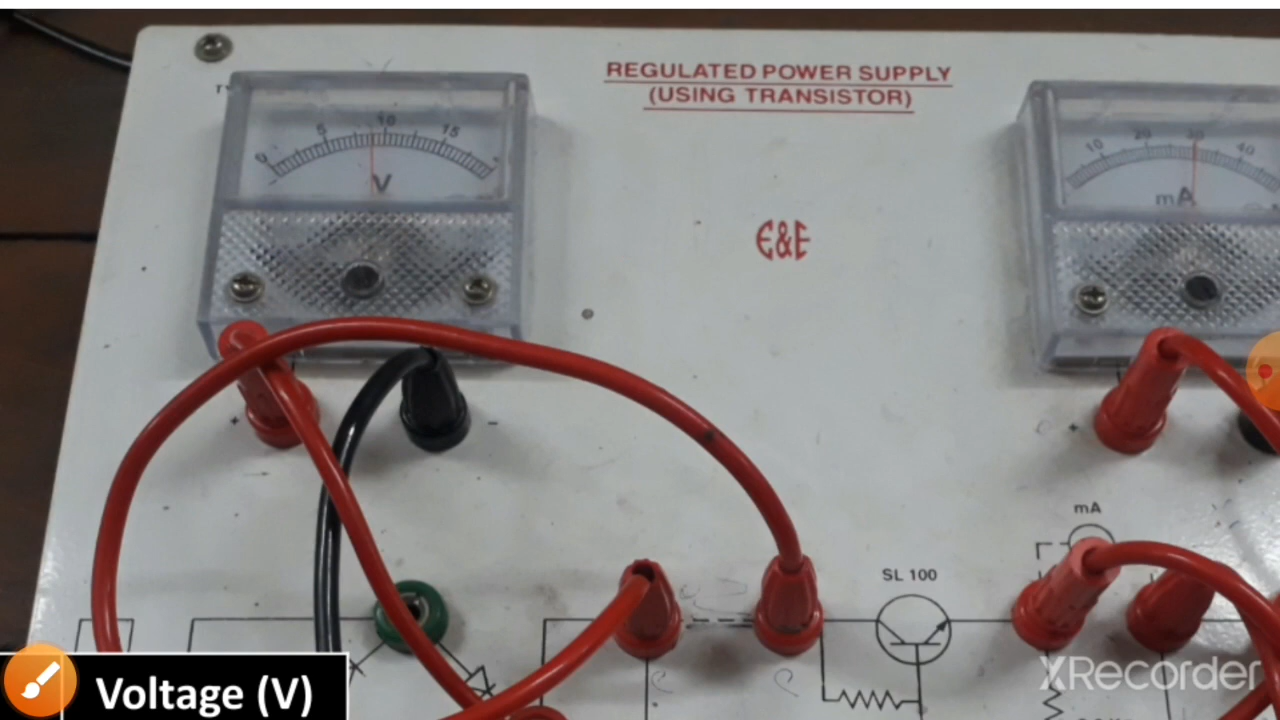 REGULATED POWER SUPPLY
(USING TRANSISTOR)
0 5 10 15
V
10 20 30 40
mA
E&E
+ -
+
mA
SL 100
Voltage (V)
XRecorder